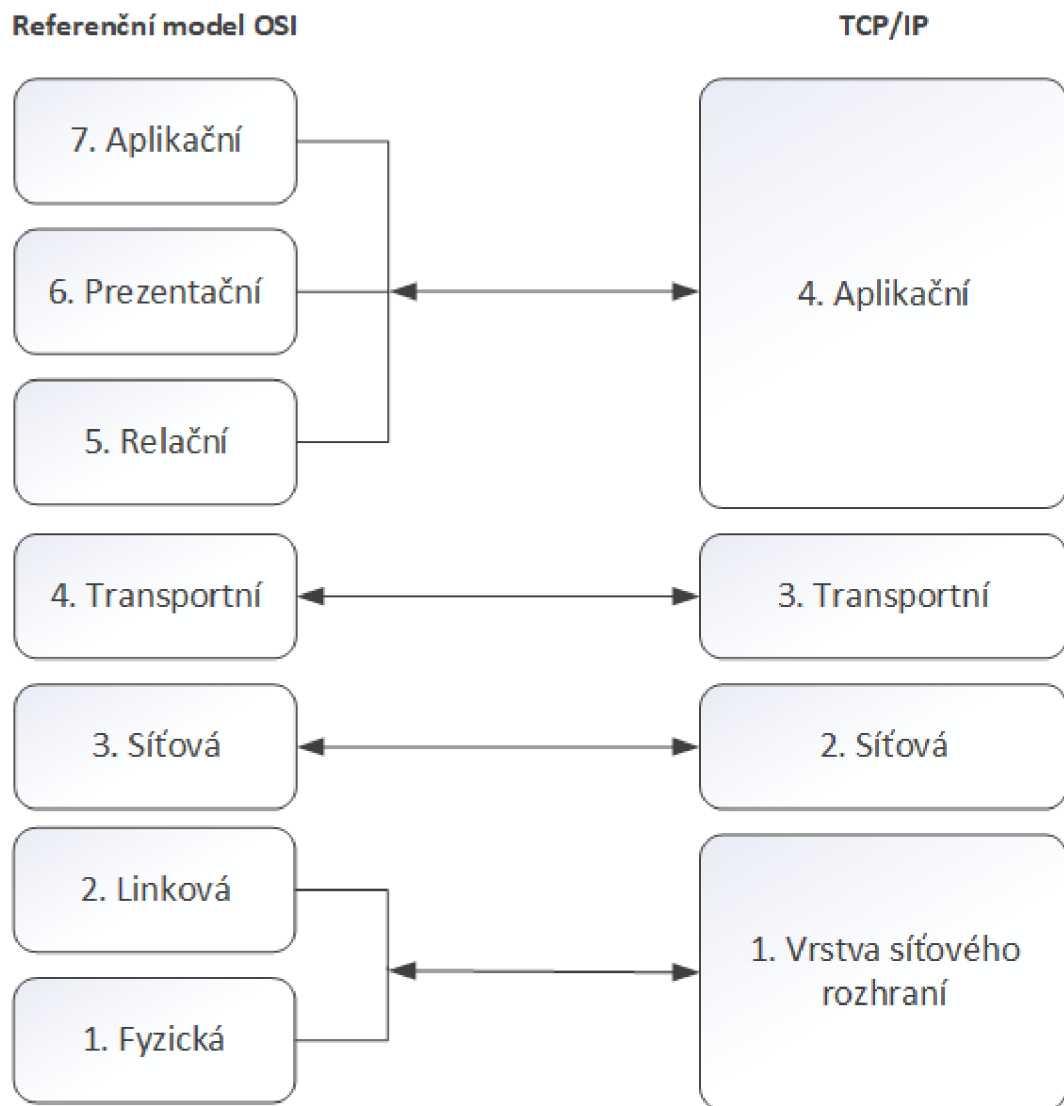 Referenční model OSI
TCP/IP
7. Aplikační
6. Prezentační
5. Relační
4. Aplikační
4. Transportní
3. Transportní
3. Síťová
2. Síťová
2. Linková
1. Fyzická
1. Vrstva síťového
rozhraní